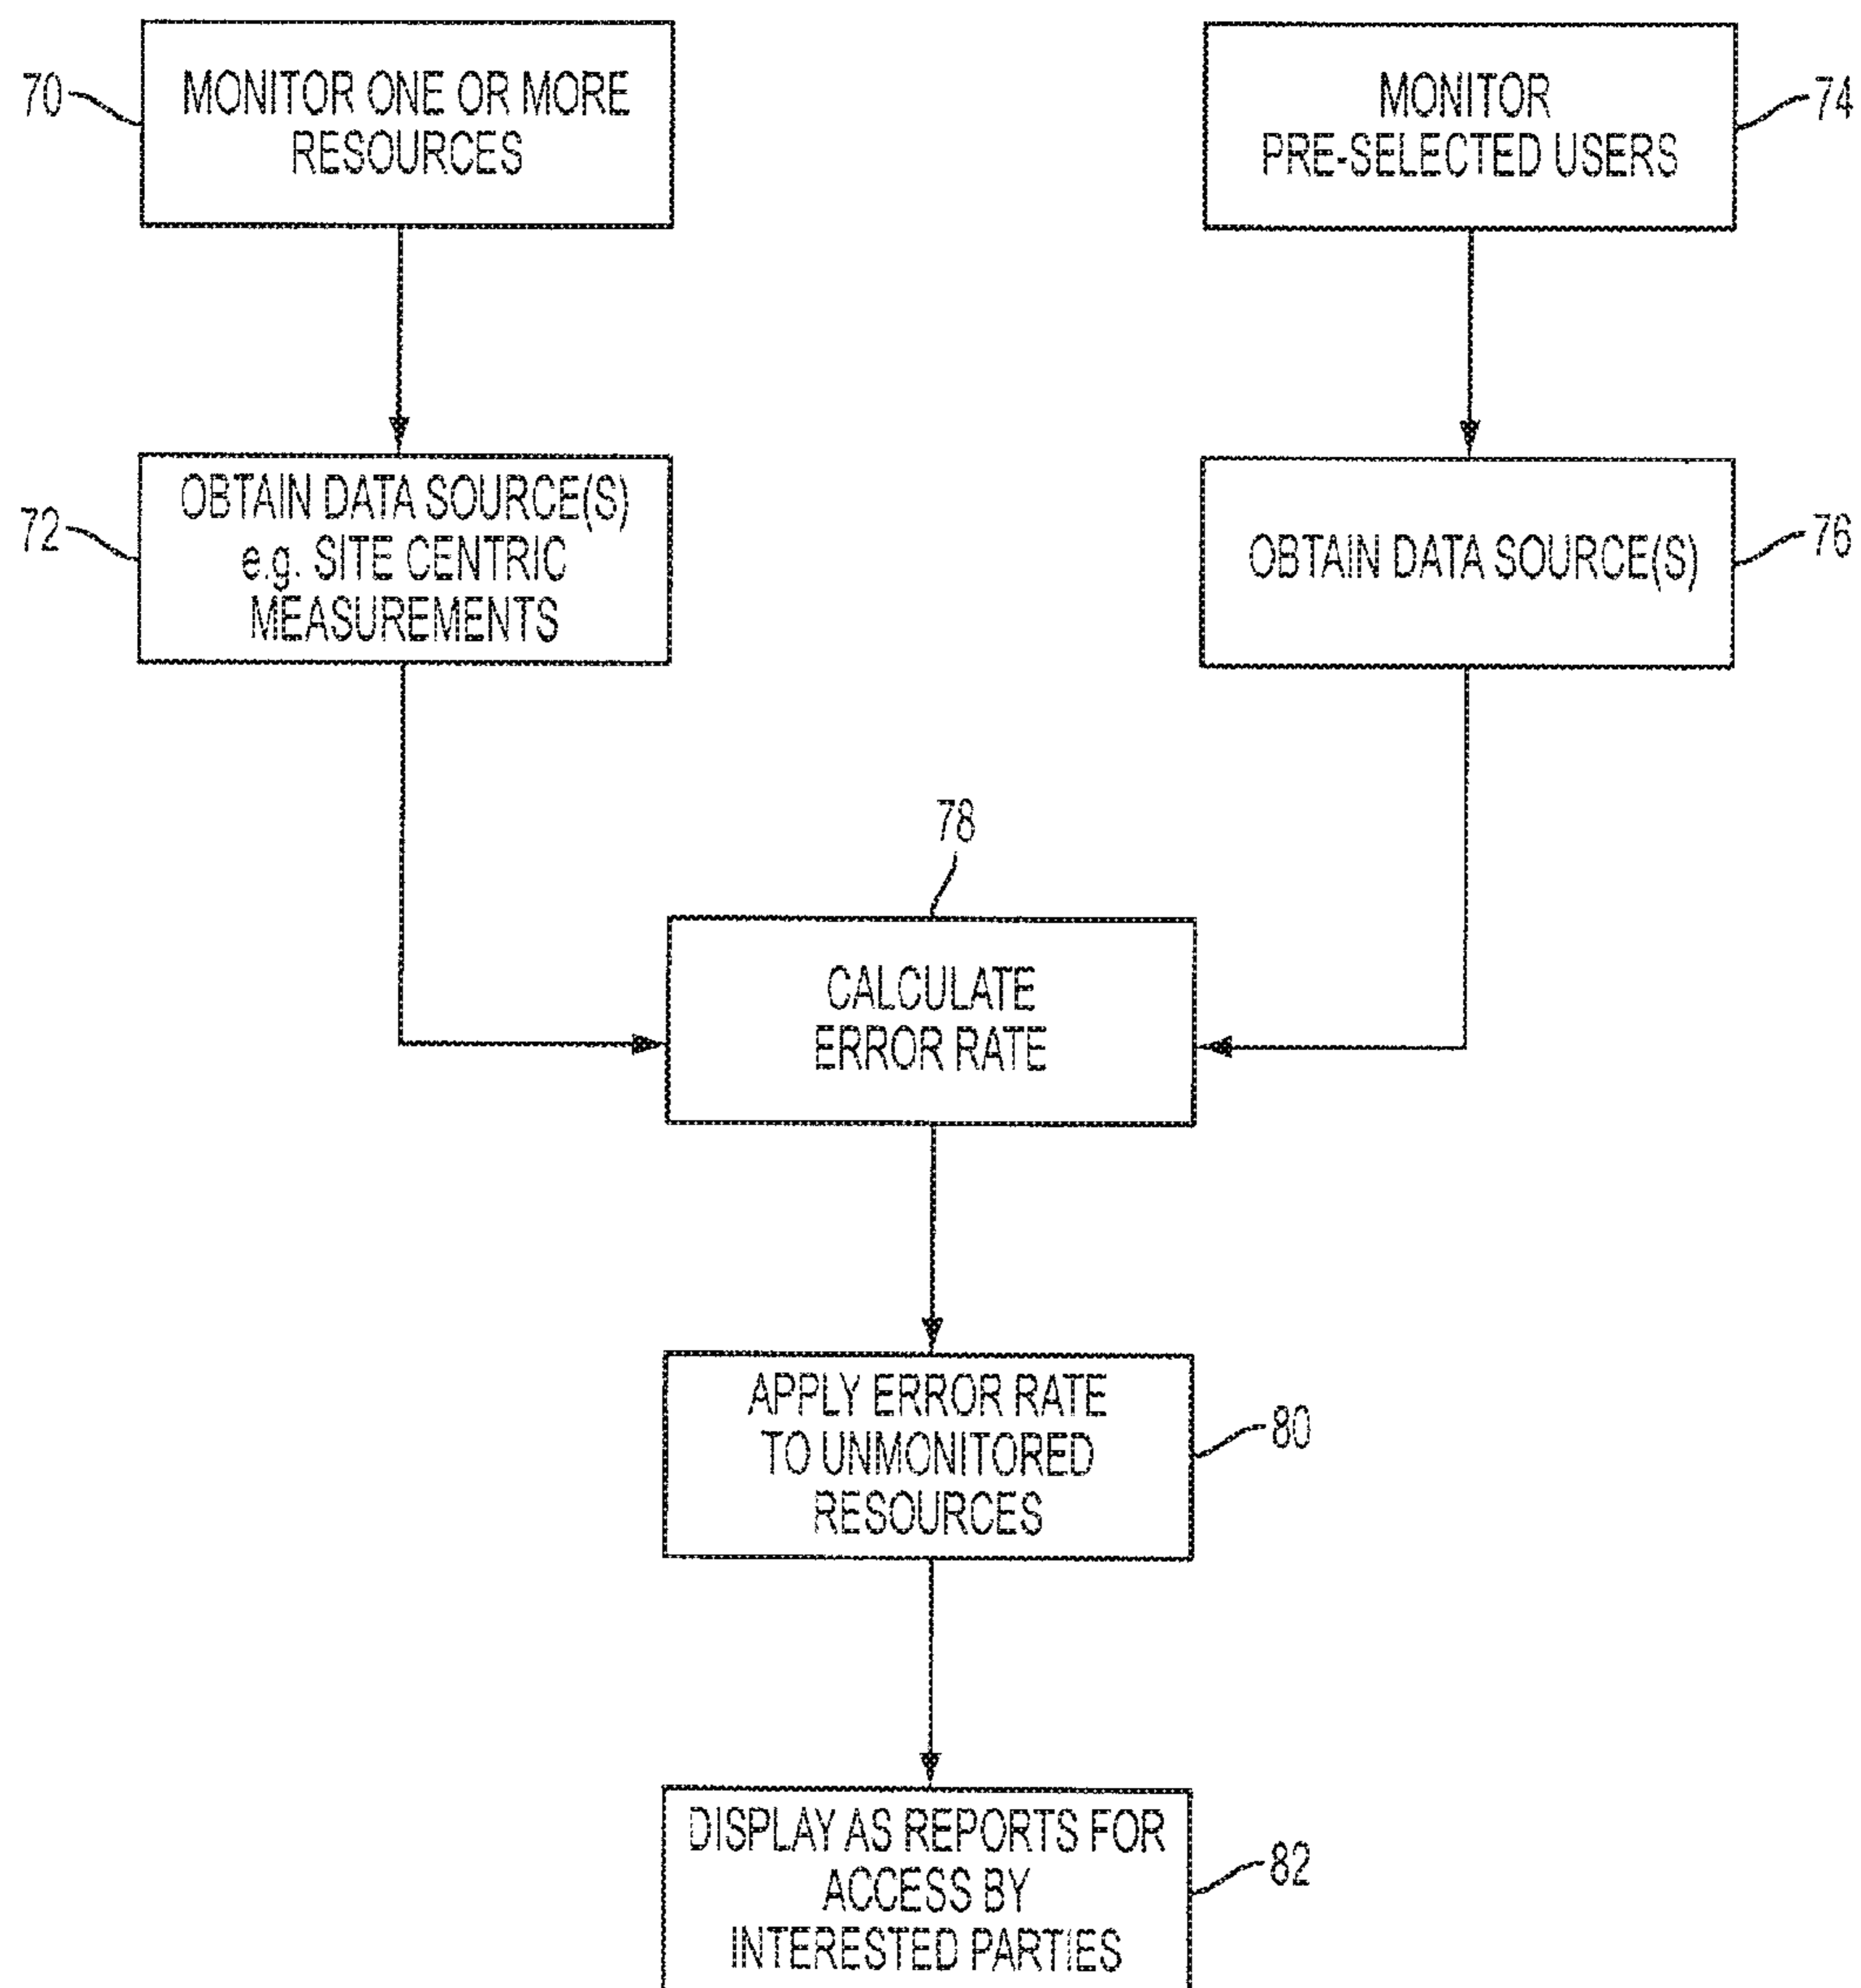 70
MONITOR ONE OR MORE
RESOURCES
MONITOR
PRE-SELECTED USERS
74
72
OBTAIN DATA SOURCE(S)
e.g. SITE CENTRIC
MEASUREMENTS
OBTAIN DATA SOURCE(S)
76
78
CALCULATE
ERROR RATE
APPLY ERROR RATE
TO UNMONITORED
RESOURCES
80
DISPLAY AS REPORTS FOR
ACCESS BY
INTERESTED PARTIES
82